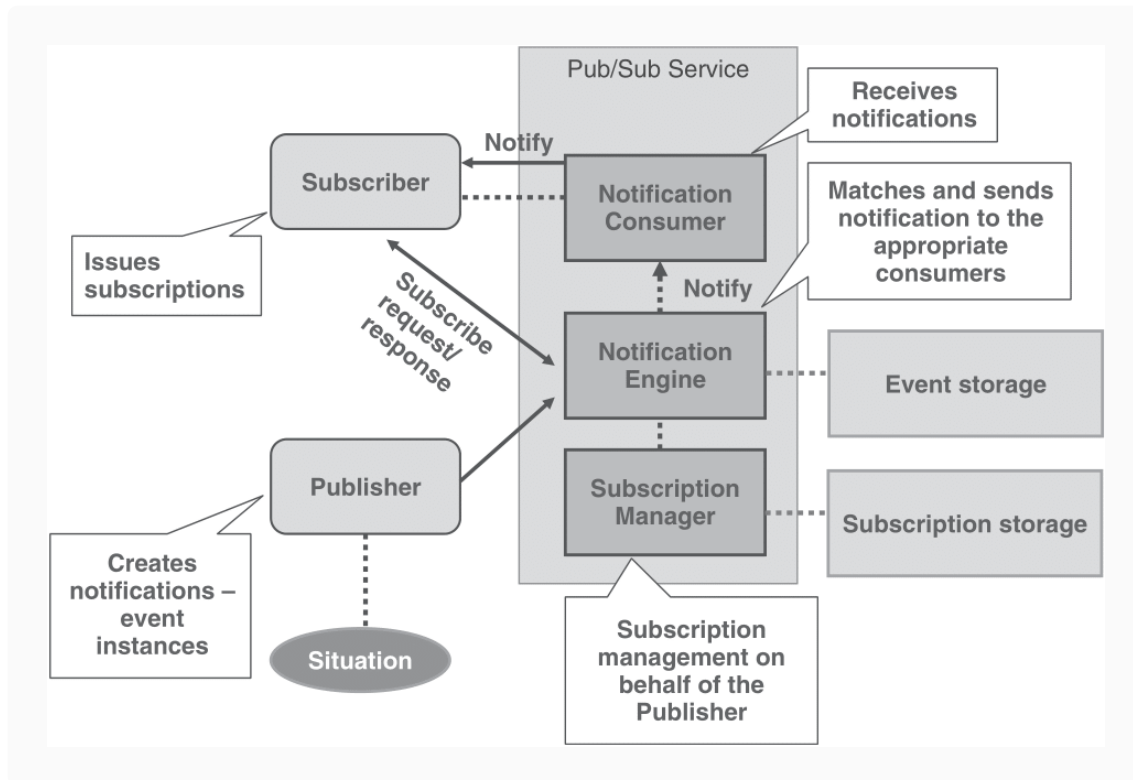 Pub/Sub Service
Receives
notifications
Notify
Subscriber
Notification
Consumer
Matches and sends
notification to the
appropriate
consumers
Issues
subscriptions
Subscribe
request/
response
Notify
Notification
Engine
Event storage
Publisher
Subscription
Manager
Subscription storage
Creates
notifications –
event
instances
Situation
Subscription
management on
behalf of the
Publisher